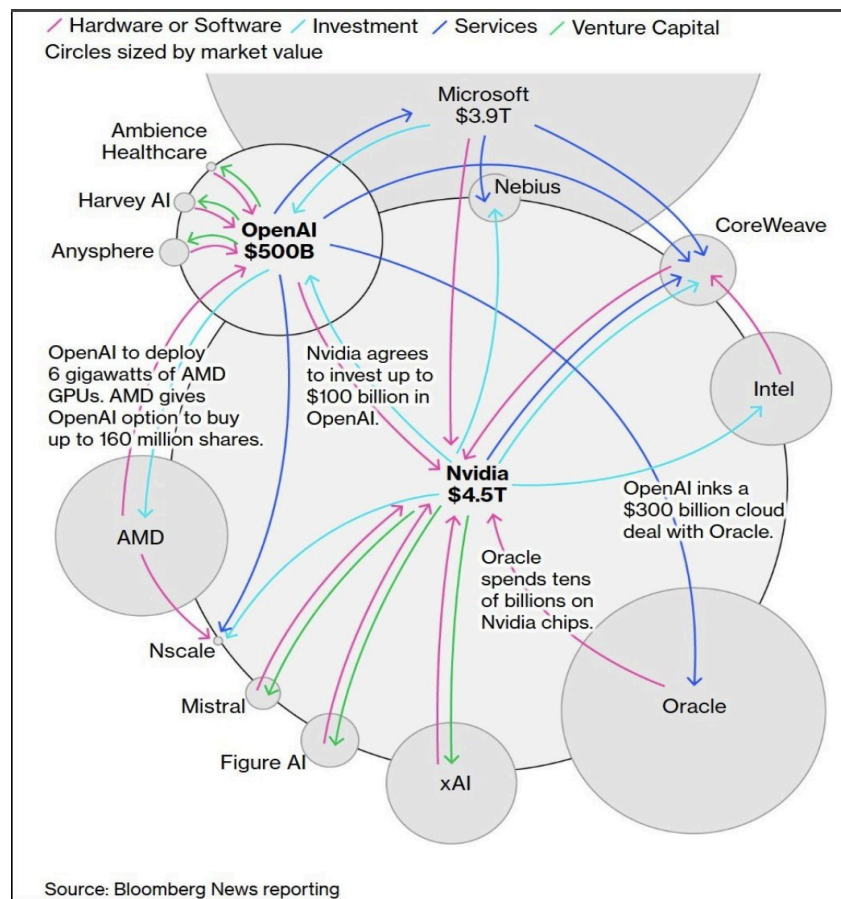 Hardware or Software / Investment / Services / Venture Capital
Circles sized by market value
Microsoft
$3.9T
Ambience
Healthcare
Harvey AI
Anysphere
OpenAI
$500B
Nebius
CoreWeave
OpenAI to deploy
6 gigawatts of AMD
GPUs. AMD gives
OpenAI option to buy
up to 160 million shares.
Nvidia agrees
to invest up to
$100 billion in
OpenAI.
Intel
Nvidia
$4.5T
OpenAI inks a
$300 billion cloud
deal with Oracle.
AMD
Oracle
spends tens
of billions on
Nvidia chips.
Nscale
Mistral
Figure AI
xAI
Oracle
Source: Bloomberg News reporting